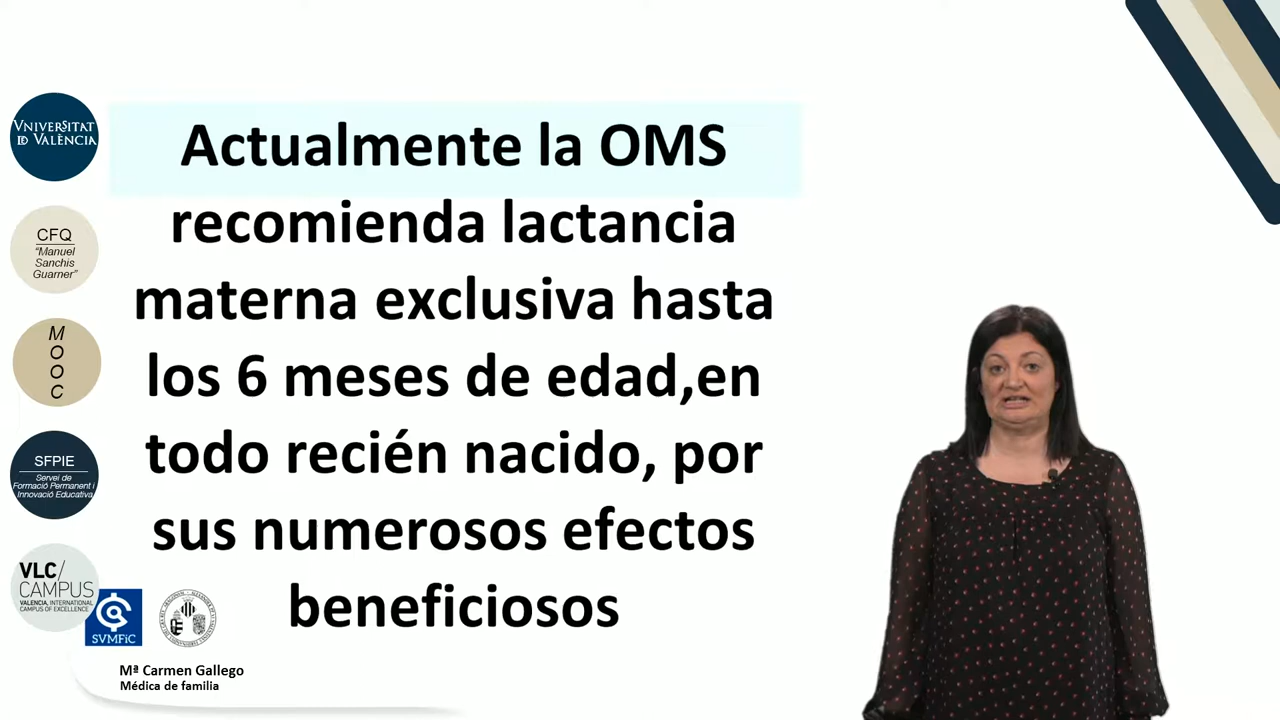 VNIVERSITAT
ID VALÈNCIA
CFQ
"Manuel
Sanchis
Guarner"
M
O
O
C
SFPIE
Servei de
Formació Permanent i
Innovació Educativa
VLC/
CAMPUS
VALENCIA, INTERNATIONAL
CAMPUS OF EXCELLENCE
SVMFiC
Actualmente la OMS
recomienda lactancia
materna exclusiva hasta
los 6 meses de edad,en
todo recién nacido, por
sus numerosos efectos
beneficiosos
Mª Carmen Gallego
Médica de familia